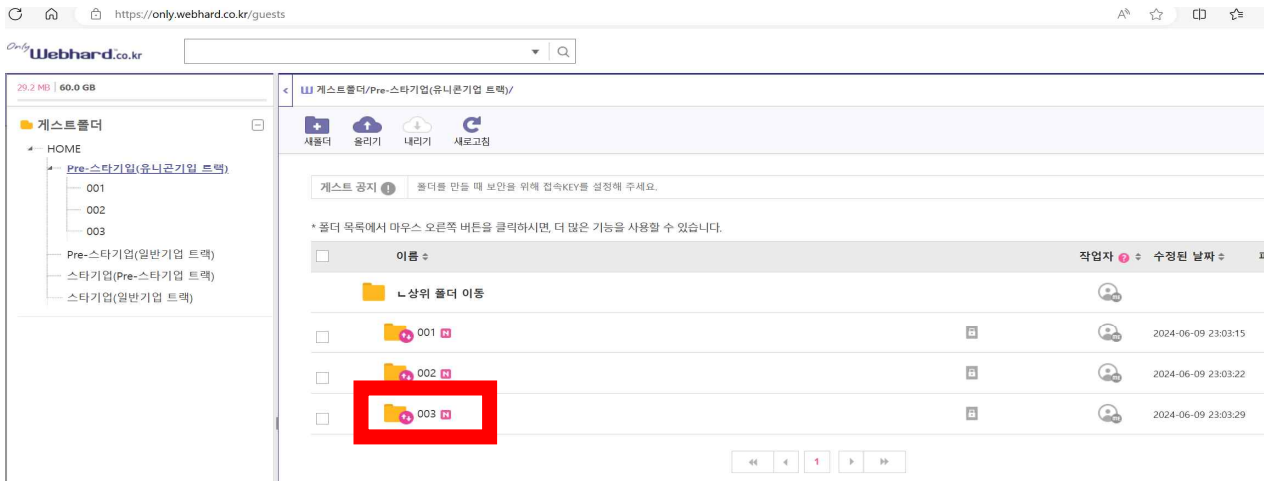 https://only.webhard.co.kr/guests
Only Webhard.co.kr
29.2 MB | 60.0 GB
게스트폴더
HOME
Pre-스타기업(유니콘기업 트랙)
001
002
003
Pre-스타기업(일반기업 트랙)
스타기업(Pre-스타기업 트랙)
스타기업(일반기업 트랙)
게스트폴더/Pre-스타기업(유니콘기업 트랙)/
새폴더 올리기 내리기 새로고침
게스트 공지 폴더를 만들 때 보안을 위해 접속KEY를 설정해 주세요.
* 폴더 목록에서 마우스 오른쪽 버튼을 클릭하시면, 더 많은 기능을 사용할 수 있습니다.
이름 작업자 ? 수정된 날짜
ㄴ상위 폴더 이동
001 N 2024-06-09 23:03:15
002 N 2024-06-09 23:03:22
003 N 2024-06-09 23:03:29
1